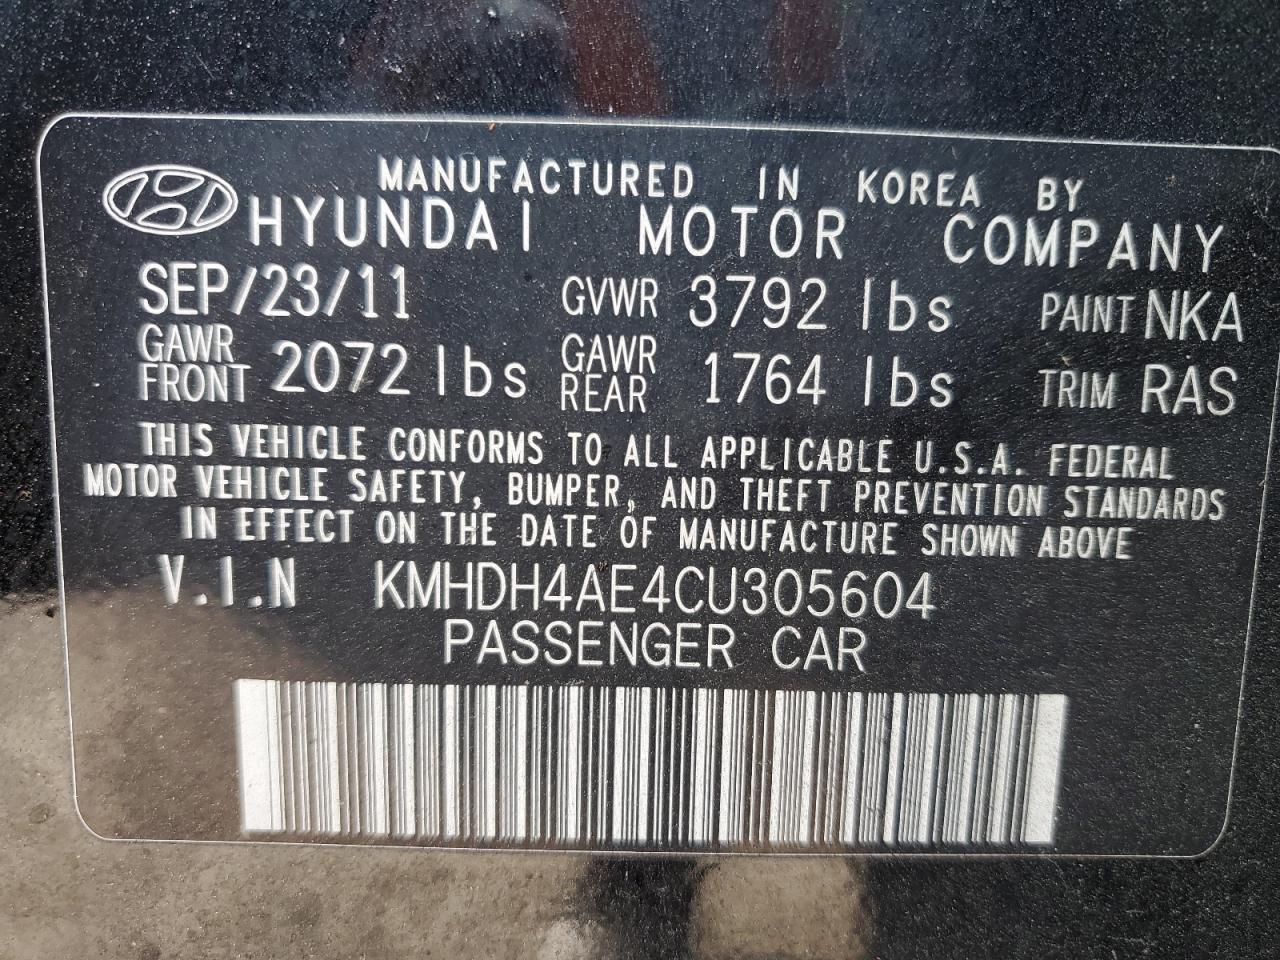 MANUFACTURED IN KOREA BY
HYUNDAI MOTOR COMPANY
SEP/23/11 GVWR 3792 lbs PAINT NKA
GAWR FRONT 2072 lbs GAWR REAR 1764 lbs TRIM RAS
THIS VEHICLE CONFORMS TO ALL APPLICABLE U.S.A. FEDERAL
MOTOR VEHICLE SAFETY, BUMPER, AND THEFT PREVENTION STANDARDS
IN EFFECT ON THE DATE OF MANUFACTURE SHOWN ABOVE
V.I.N KMHDH4AE4CU305604
PASSENGER CAR